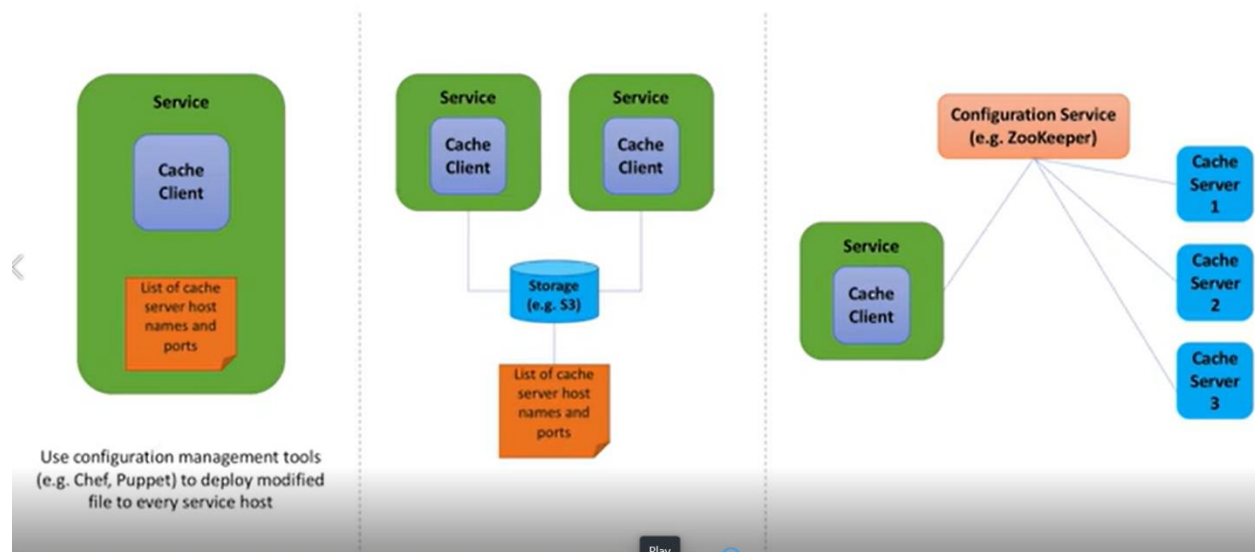 Service
Cache
Client
List of cache
server host
names and
ports
Use configuration management tools
(e.g. Chef, Puppet) to deploy modified
file to every service host
Service
Cache
Client
Service
Cache
Client
Storage
(e.g. S3)
List of cache
server host
names and
ports
Configuration Service
(e.g. ZooKeeper)
Service
Cache
Client
Cache
Server
1
Cache
Server
2
Cache
Server
3
Play